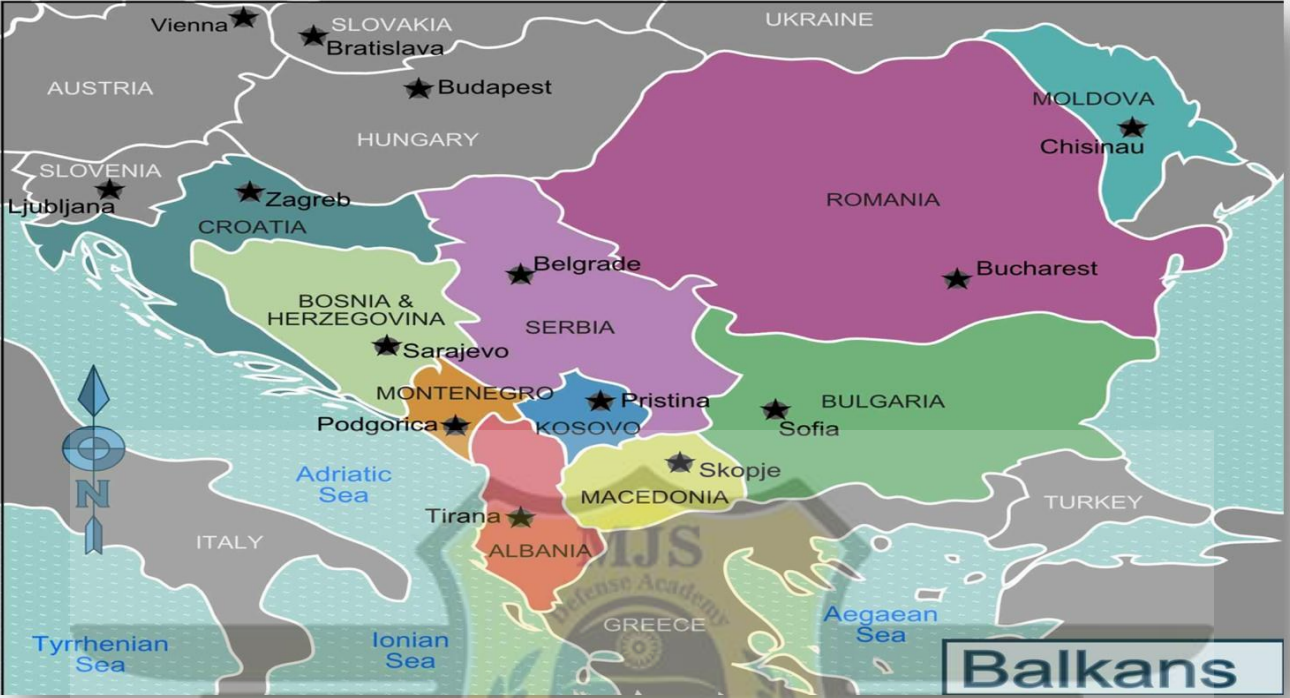 Vienna
SLOVAKIA
Bratislava
UKRAINE
AUSTRIA
Budapest
HUNGARY
MOLDOVA
Chisinau
SLOVENIA
Ljubljana
Zagreb
CROATIA
ROMANIA
Belgrade
Bucharest
BOSNIA &
HERZEGOVINA
SERBIA
Sarajevo
MONTENEGRO
Pristina
BULGARIA
Podgorica
KOSOVO
Sofia
Adriatic
Sea
Skopje
MACEDONIA
TURKEY
N
Tirana
ITALY
ALBANIA
MJS
Defense Academy
GREECE
Aegaean
Sea
Tyrrhenian
Sea
Ionian
Sea
Balkans